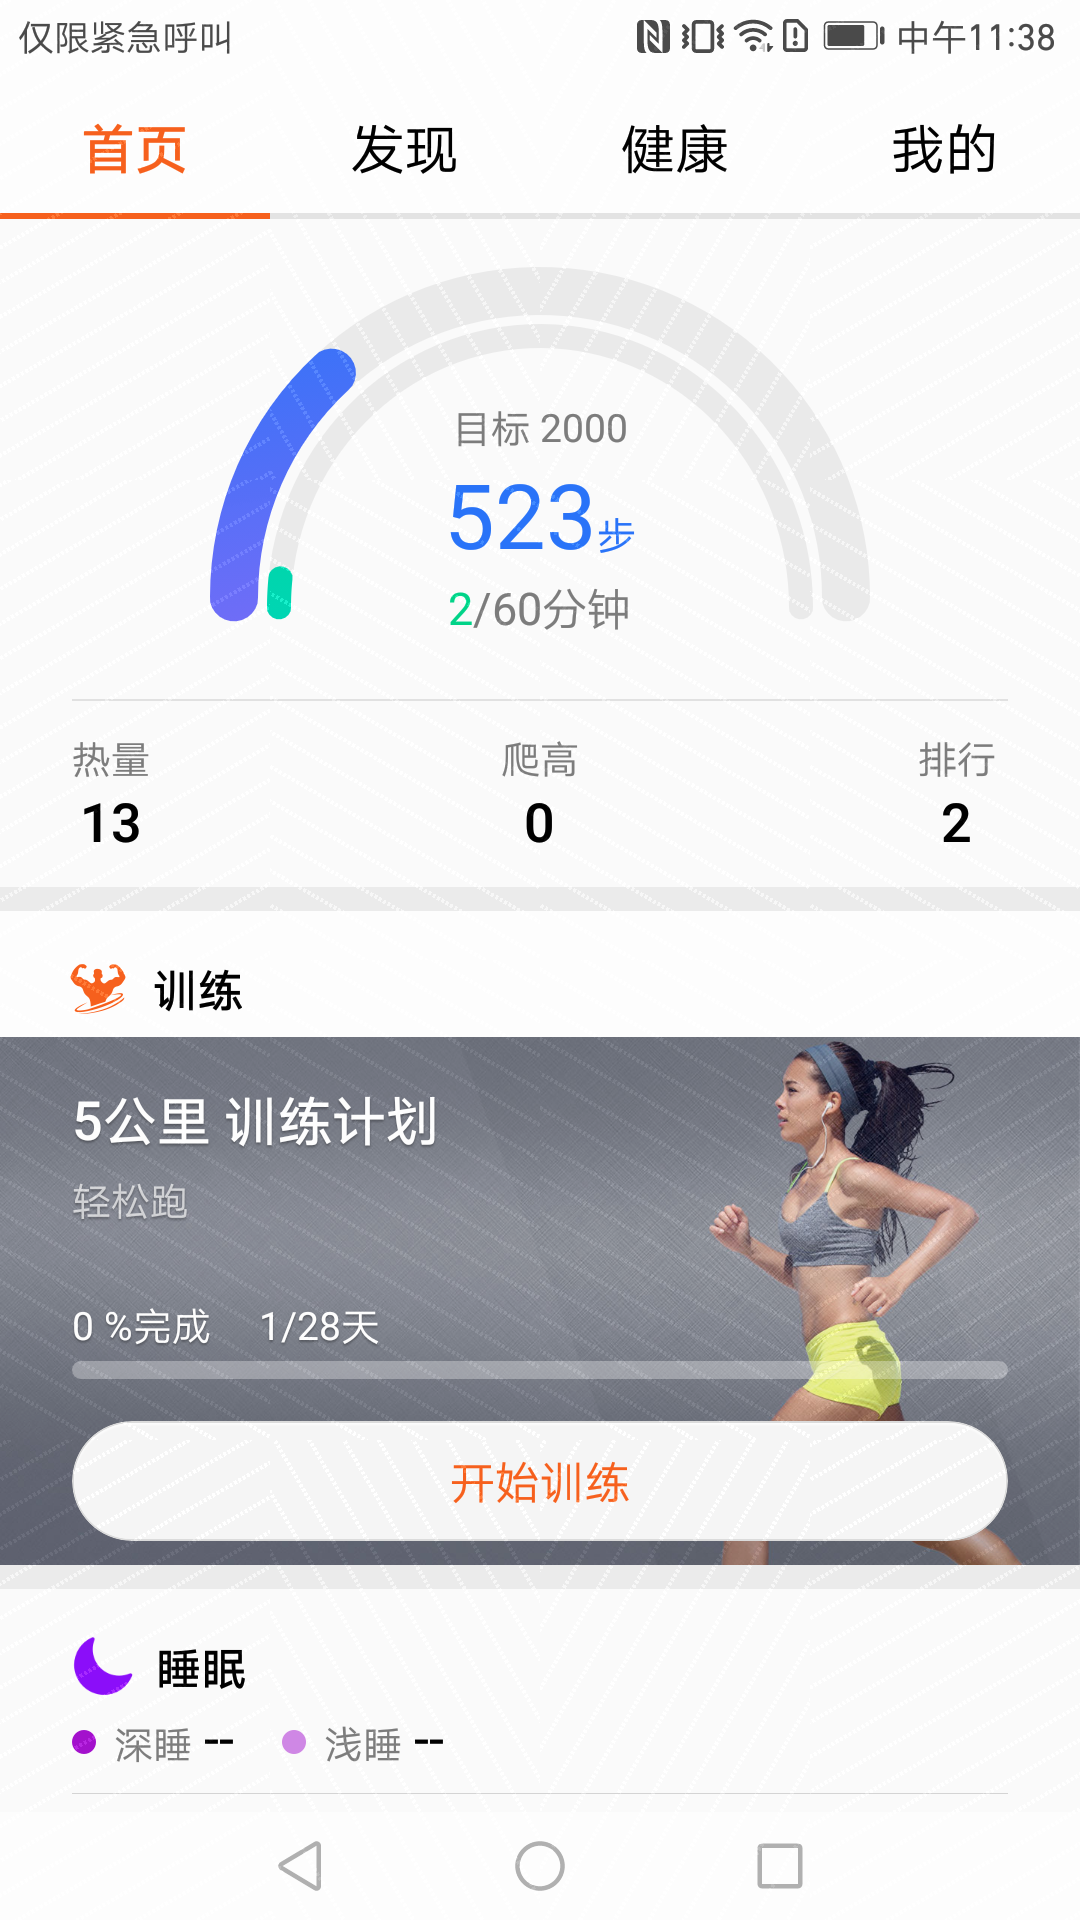 仅限紧急呼叫 中午11:38
首页 发现 健康 我的
目标 2000
523步
2/60分钟
热量 爬高 排行
13 0 2
训练
5公里 训练计划
轻松跑
0 %完成 1/28天
开始训练
睡眠
深睡 -- 浅睡 --